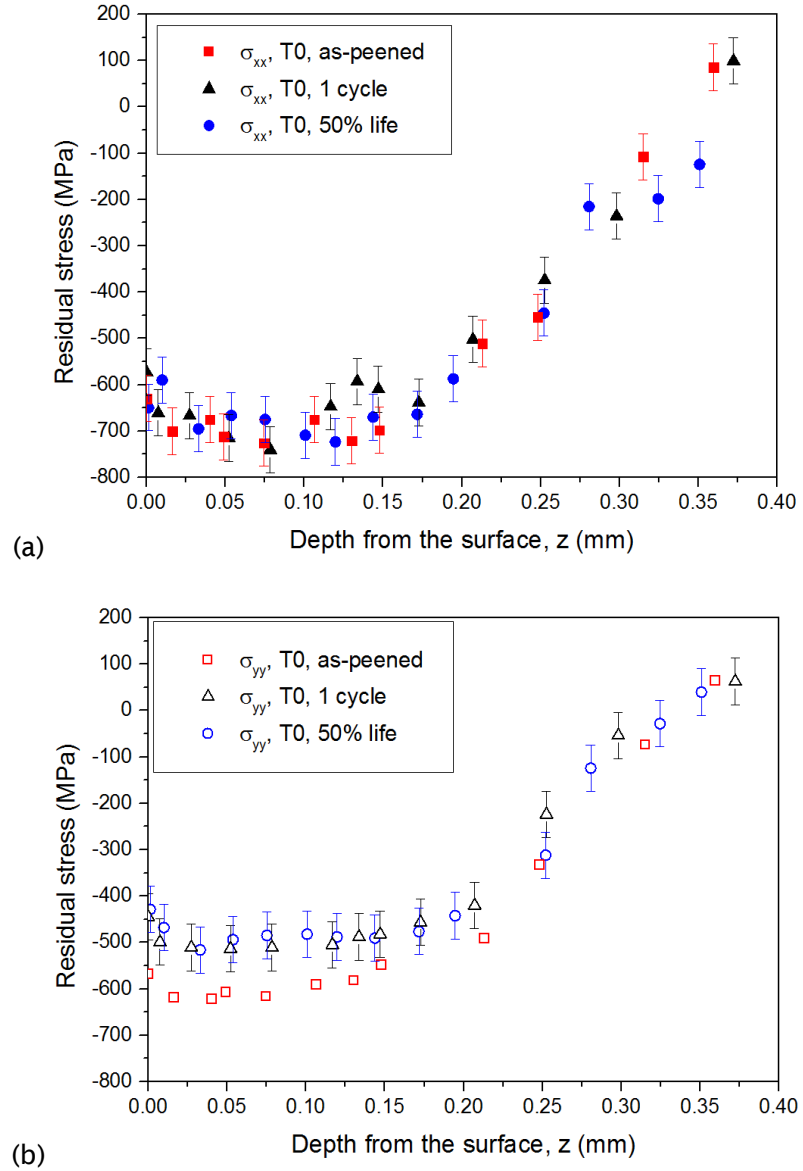 200
100
0
-100
-200
-300
-400
-500
-600
-700
-800
Residual stress (MPa)
σxx, T0, as-peened
σxx, T0, 1 cycle
σxx, T0, 50% life
0.00 0.05 0.10 0.15 0.20 0.25 0.30 0.35 0.40
Depth from the surface, z (mm)
(a)
200
100
0
-100
-200
-300
-400
-500
-600
-700
-800
Residual stress (MPa)
σyy, T0, as-peened
σyy, T0, 1 cycle
σyy, T0, 50% life
0.00 0.05 0.10 0.15 0.20 0.25 0.30 0.35 0.40
Depth from the surface, z (mm)
(b)